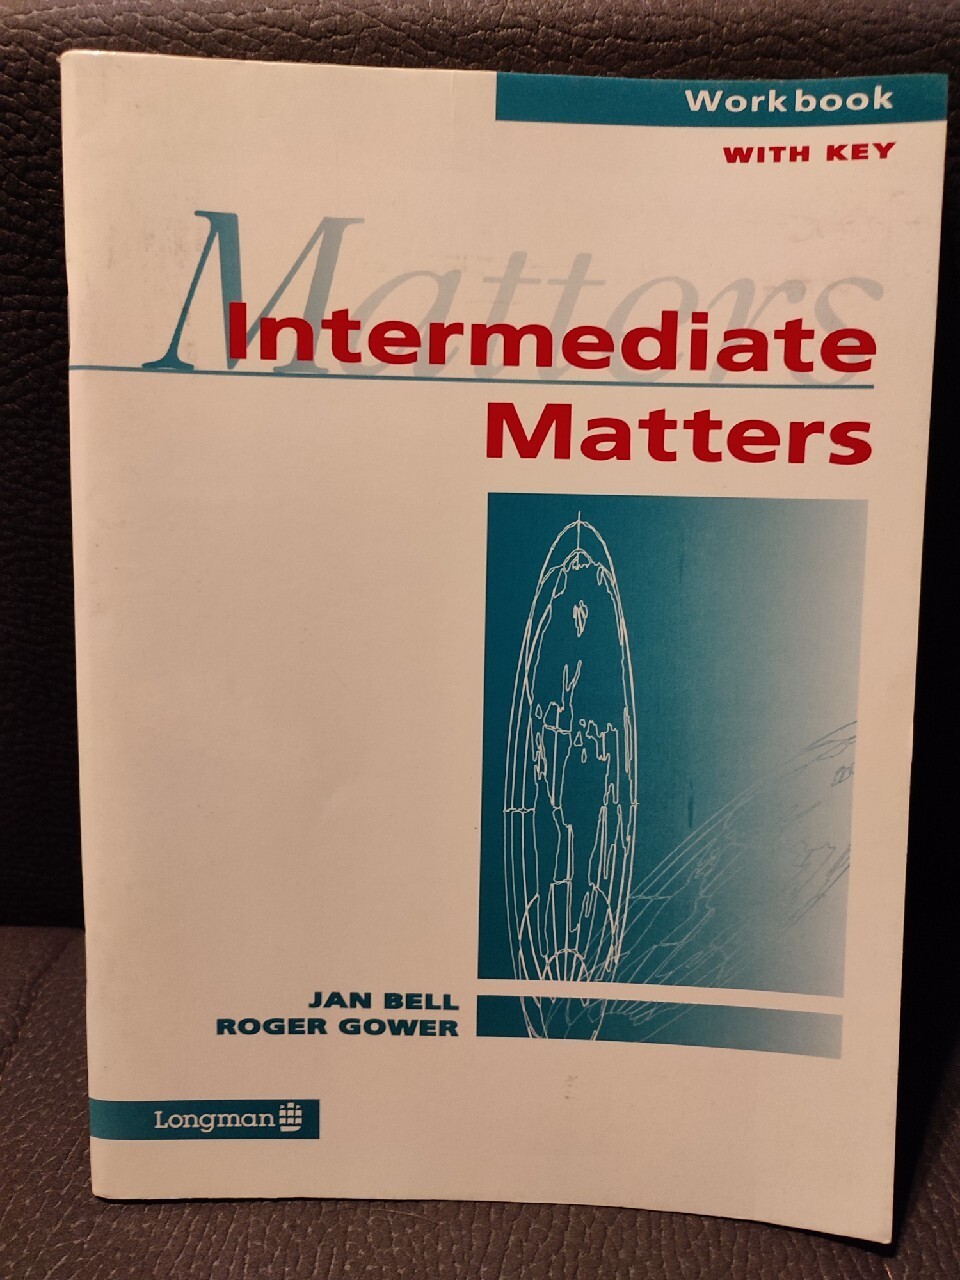 Workbook
WITH KEY
Matters
Intermediate
Matters
JAN BELL
ROGER GOWER
Longman